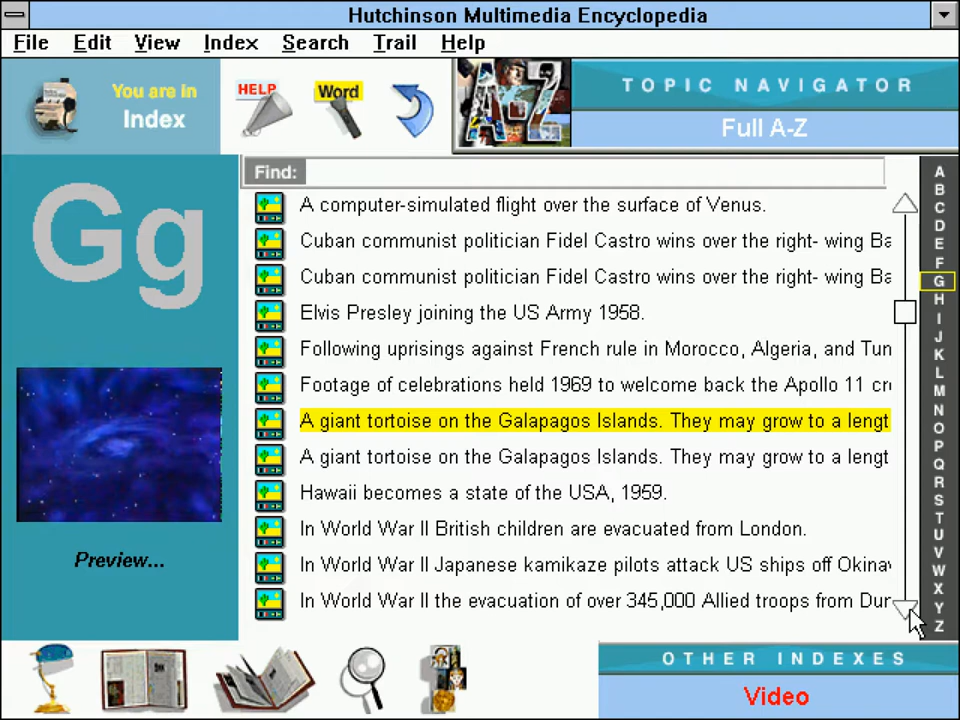 Hutchinson Multimedia Encyclopedia
File Edit View Index Search Trail Help
You are in
Index
HELP
Word
A-Z
TOPIC NAVIGATOR
Full A-Z
Gg
Find:
A computer-simulated flight over the surface of Venus.
Cuban communist politician Fidel Castro wins over the right- wing Ba
Cuban communist politician Fidel Castro wins over the right- wing Ba
Elvis Presley joining the US Army 1958.
Following uprisings against French rule in Morocco, Algeria, and Tun
Footage of celebrations held 1969 to welcome back the Apollo 11 cr
A giant tortoise on the Galapagos Islands. They may grow to a lengt
A giant tortoise on the Galapagos Islands. They may grow to a lengt
Hawaii becomes a state of the USA, 1959.
In World War II British children are evacuated from London.
In World War II Japanese kamikaze pilots attack US ships off Okinav
In World War II the evacuation of over 345,000 Allied troops from Dun
A
B
C
D
E
F
G
H
I
J
K
L
M
N
O
P
Q
R
S
T
U
V
W
X
Y
Z
Preview...
OTHER INDEXES
Video